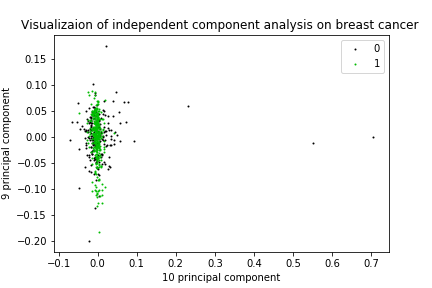 Visualizaion of independent component analysis on breast cancer
0
1
0.15
0.10
0.05
0.00
−0.05
−0.10
−0.15
−0.20
9 principal component
−0.1 0.0 0.1 0.2 0.3 0.4 0.5 0.6 0.7
10 principal component